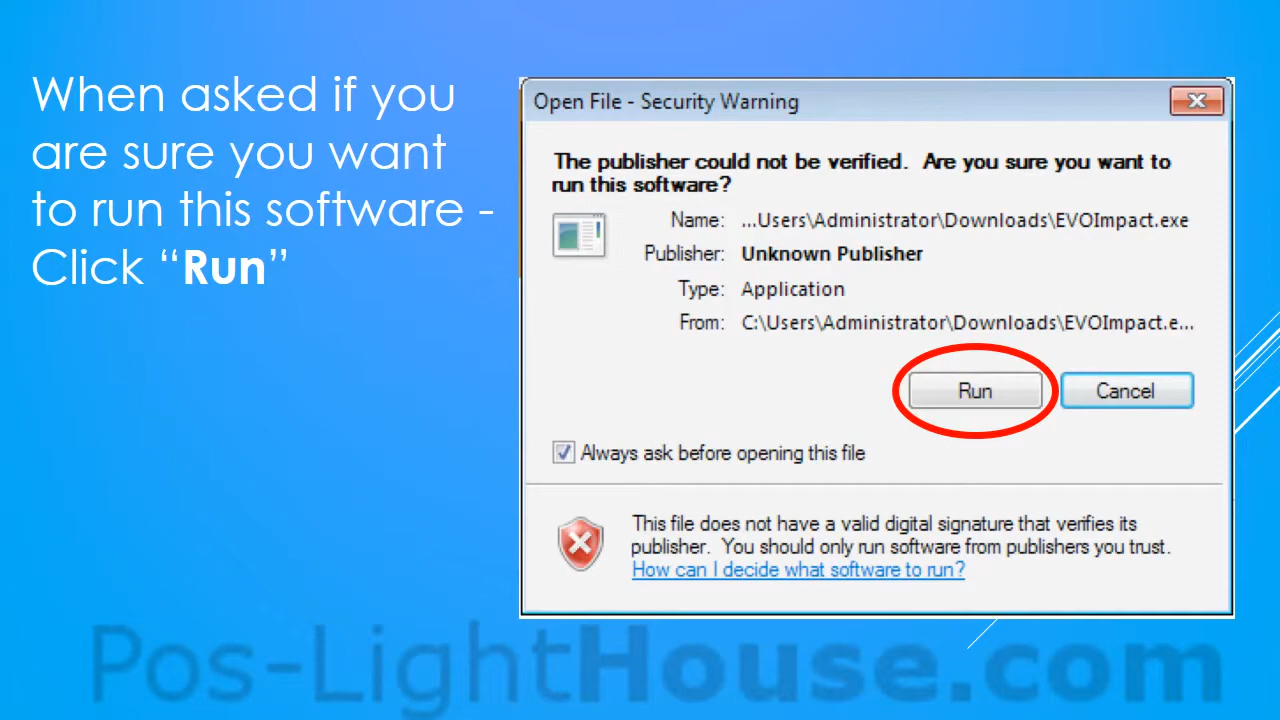 When asked if you
are sure you want
to run this software -
Click “Run”
Open File - Security Warning
The publisher could not be verified.  Are you sure you want to
run this software?
Name: ...Users\Administrator\Downloads\EVOImpact.exe
Publisher: Unknown Publisher
Type: Application
From: C:\Users\Administrator\Downloads\EVOImpact.e...
Run Cancel
Always ask before opening this file
This file does not have a valid digital signature that verifies its
publisher.  You should only run software from publishers you trust.
How can I decide what software to run?
Pos-LightHouse.com